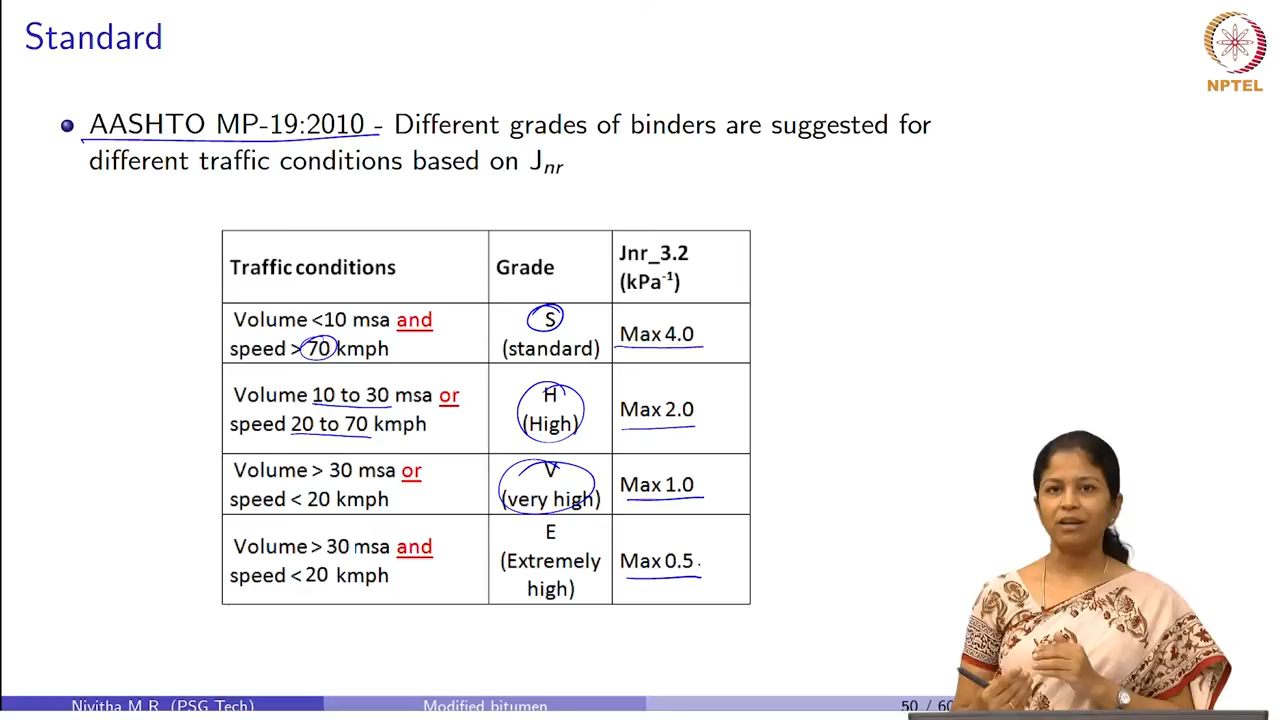 Standard
NPTEL
AASHTO MP-19:2010 - Different grades of binders are suggested for
different traffic conditions based on Jnr
Traffic conditions
Grade
Jnr_3.2
(kPa-1)
Volume <10 msa and
speed > 70 kmph
S
(standard)
Max 4.0
Volume 10 to 30 msa or
speed 20 to 70 kmph
H
(High)
Max 2.0
Volume > 30 msa or
speed < 20 kmph
V
(very high)
Max 1.0
Volume > 30 msa and
speed < 20 kmph
E
(Extremely
high)
Max 0.5
Nivitha M.R. (PSG Tech)
Modified bitumen
50 / 60